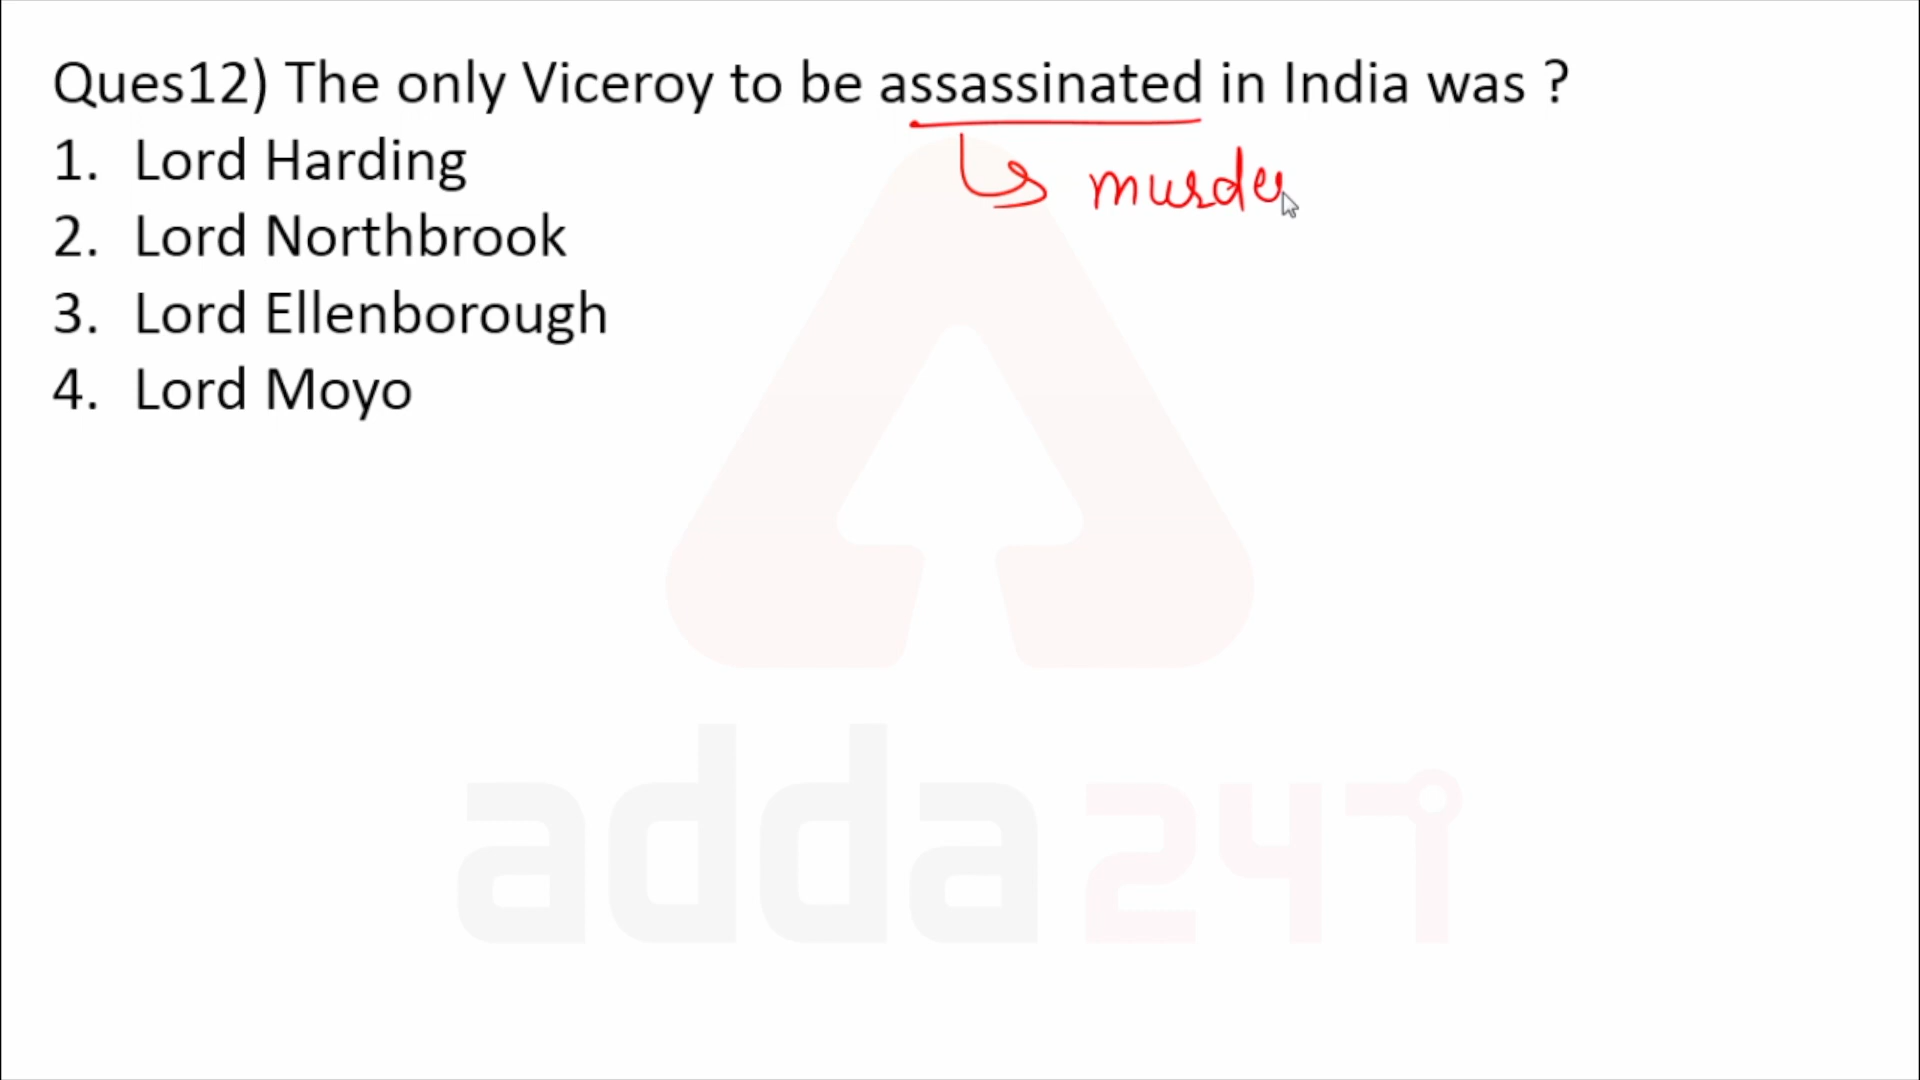 Ques12) The only Viceroy to be assassinated in India was ?
1. Lord Harding
murder
2. Lord Northbrook
3. Lord Ellenborough
4. Lord Moyo
adda247